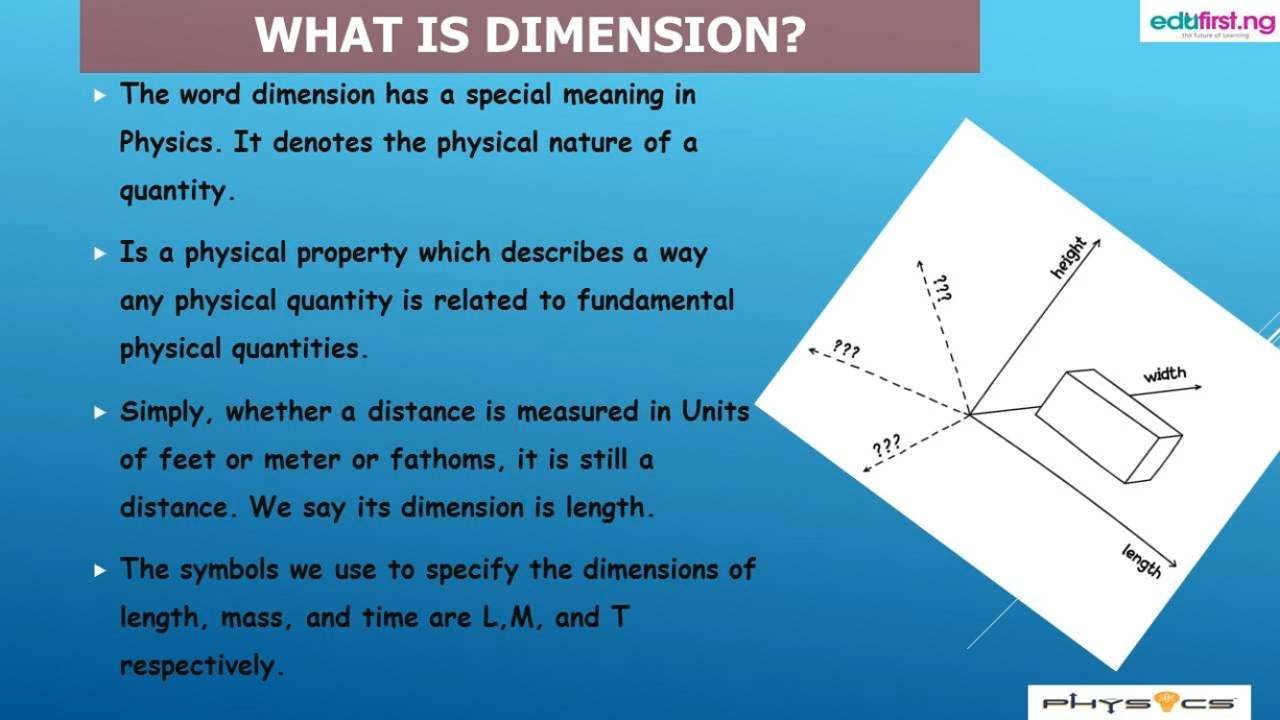 WHAT IS DIMENSION?
edufirst.ng
...the future of Learning
The word dimension has a special meaning in
Physics. It denotes the physical nature of a
quantity.
Is a physical property which describes a way
any physical quantity is related to fundamental
physical quantities.
Simply, whether a distance is measured in Units
of feet or meter or fathoms, it is still a
distance. We say its dimension is length.
The symbols we use to specify the dimensions of
length, mass, and time are L,M, and T
respectively.
height
???
???
width
???
length
PHYSICS